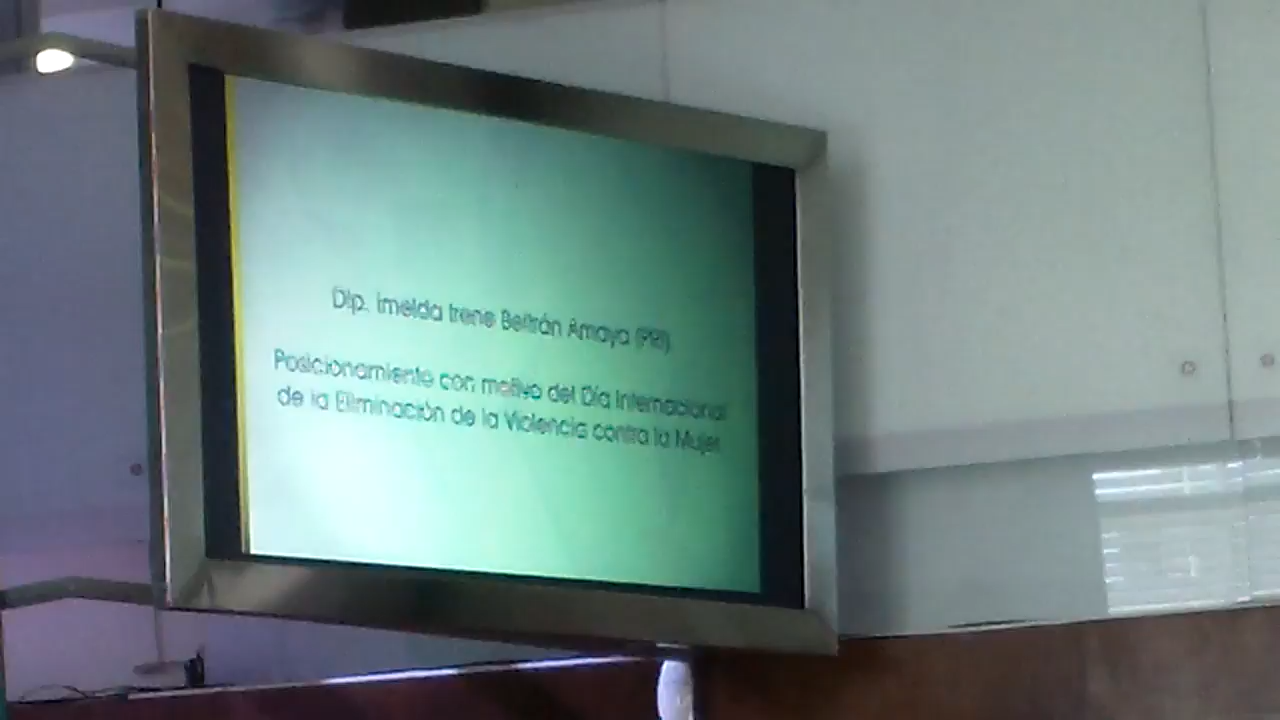 Dip. Imelda Irene Beltrán Amaya (PRI)
Posicionamiento con motivo del Día Internacional
de la Eliminación de la Violencia contra la Mujer